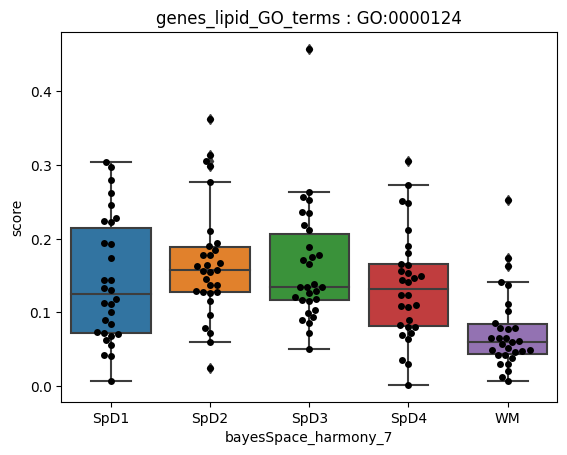 genes_lipid_GO_terms : GO:0000124
score
0.4
0.3
0.2
0.1
0.0
SpD1 SpD2 SpD3 SpD4 WM
bayesSpace_harmony_7